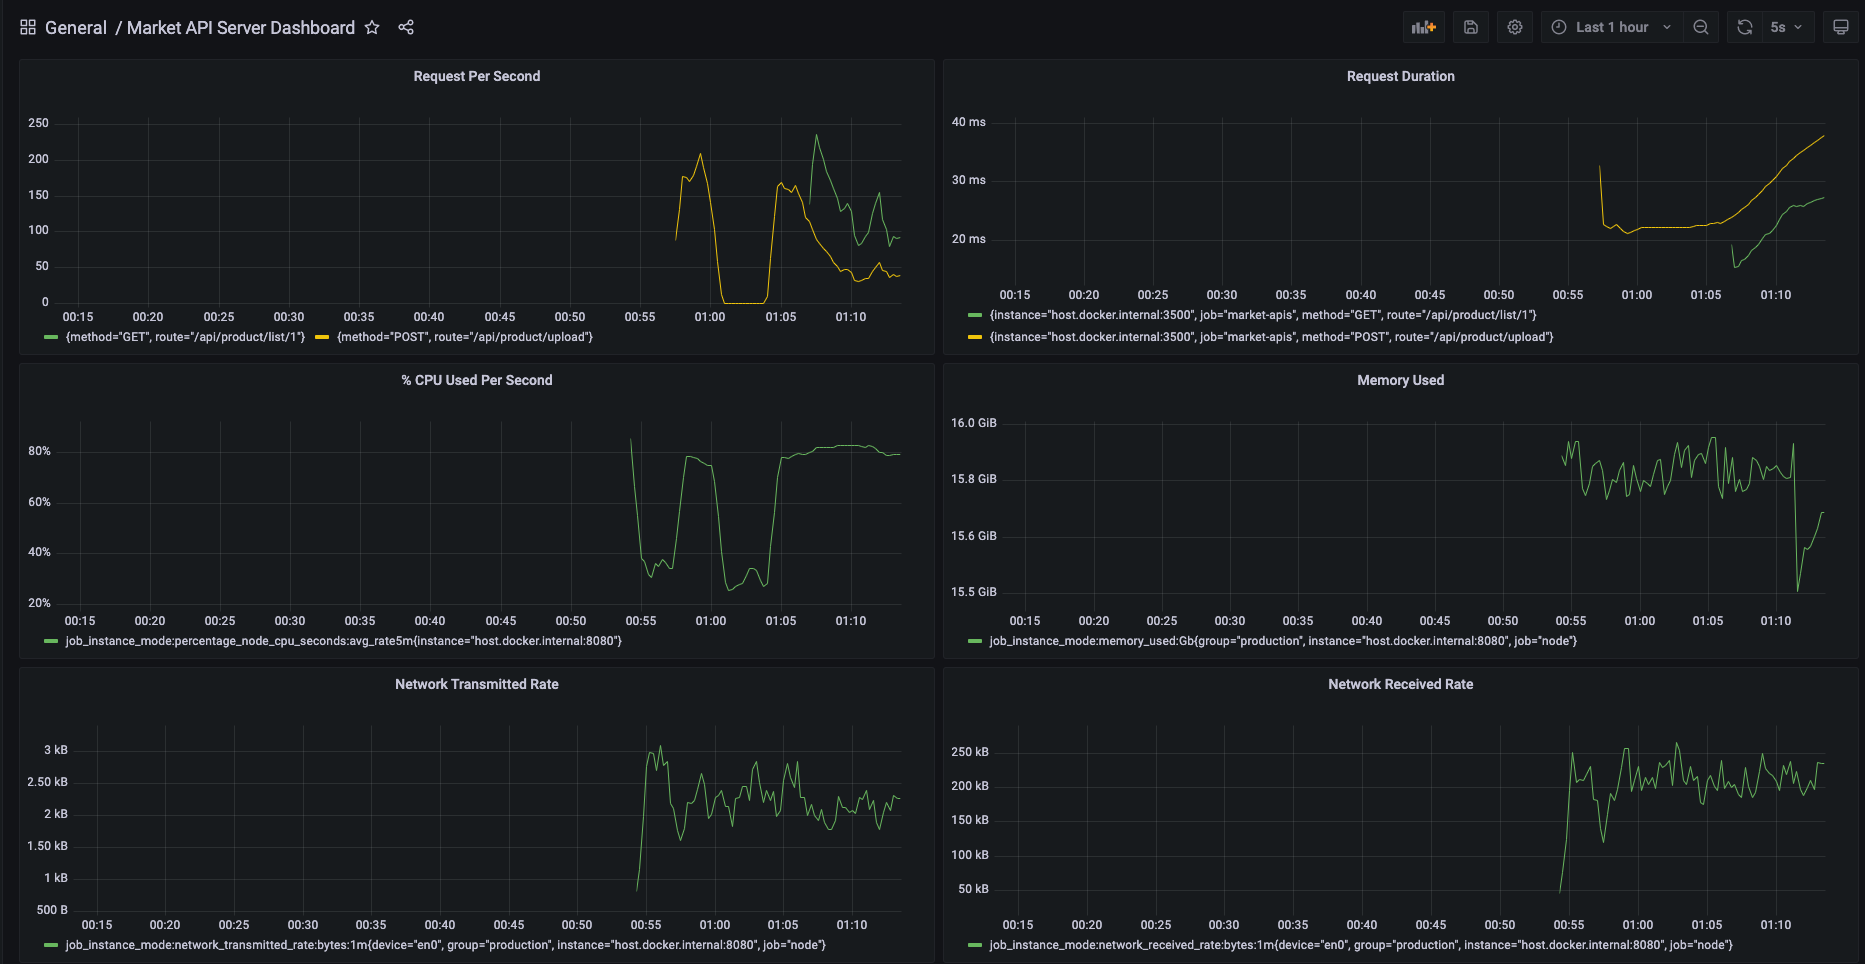 General / Market API Server Dashboard
Last 1 hour
5s
Request Per Second
250
200
150
100
50
0
00:15 00:20 00:25 00:30 00:35 00:40 00:45 00:50 00:55 01:00 01:05 01:10
{method="GET", route="/api/product/list/1"} {method="POST", route="/api/product/upload"}
Request Duration
40 ms
30 ms
20 ms
00:15 00:20 00:25 00:30 00:35 00:40 00:45 00:50 00:55 01:00 01:05 01:10
{instance="host.docker.internal:3500", job="market-apis", method="GET", route="/api/product/list/1"}
{instance="host.docker.internal:3500", job="market-apis", method="POST", route="/api/product/upload"}
% CPU Used Per Second
80%
60%
40%
20%
00:15 00:20 00:25 00:30 00:35 00:40 00:45 00:50 00:55 01:00 01:05 01:10
job_instance_mode:percentage_node_cpu_seconds:avg_rate5m{instance="host.docker.internal:8080"}
Memory Used
16.0 GiB
15.8 GiB
15.6 GiB
15.5 GiB
00:15 00:20 00:25 00:30 00:35 00:40 00:45 00:50 00:55 01:00 01:05 01:10
job_instance_mode:memory_used:Gb{group="production", instance="host.docker.internal:8080", job="node"}
Network Transmitted Rate
3 kB
2.50 kB
2 kB
1.50 kB
1 kB
500 B
00:15 00:20 00:25 00:30 00:35 00:40 00:45 00:50 00:55 01:00 01:05 01:10
job_instance_mode:network_transmitted_rate:bytes:1m{device="en0", group="production", instance="host.docker.internal:8080", job="node"}
Network Received Rate
250 kB
200 kB
150 kB
100 kB
50 kB
00:15 00:20 00:25 00:30 00:35 00:40 00:45 00:50 00:55 01:00 01:05 01:10
job_instance_mode:network_received_rate:bytes:1m{device="en0", group="production", instance="host.docker.internal:8080", job="node"}